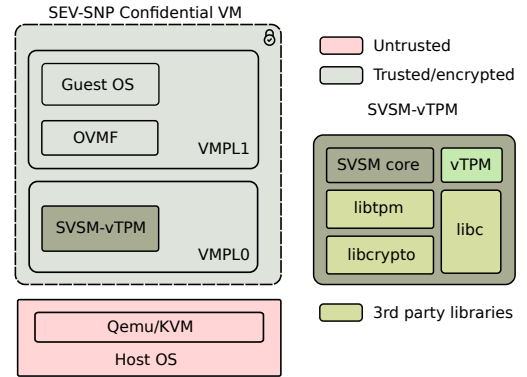 SEV-SNP Confidential VM
Guest OS
OVMF
VMPL1
SVSM-vTPM
VMPL0
Qemu/KVM
Host OS
Untrusted
Trusted/encrypted
SVSM-vTPM
SVSM core
vTPM
libtpm
libc
libcrypto
3rd party libraries